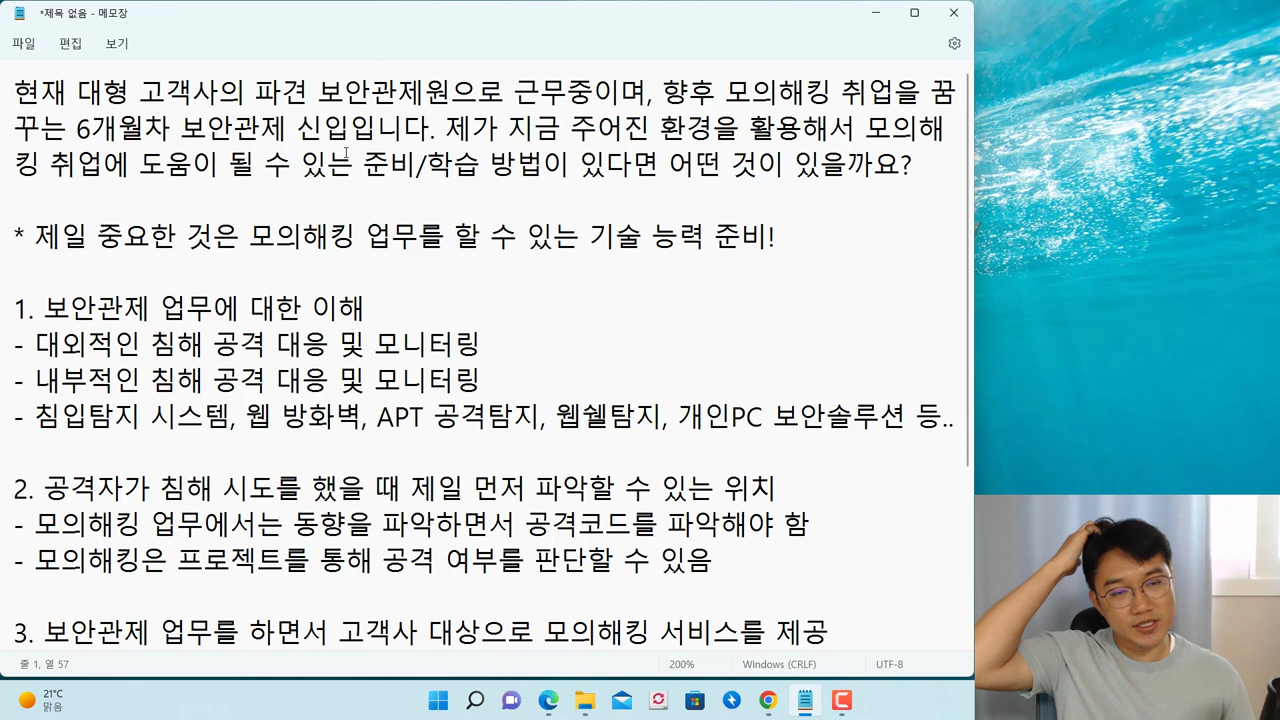 *제목 없음 - 메모장
파일 편집 보기
현재 대형 고객사의 파견 보안관제원으로 근무중이며, 향후 모의해킹 취업을 꿈
꾸는 6개월차 보안관제 신입입니다. 제가 지금 주어진 환경을 활용해서 모의해
킹 취업에 도움이 될 수 있는 준비/학습 방법이 있다면 어떤 것이 있을까요?
* 제일 중요한 것은 모의해킹 업무를 할 수 있는 기술 능력 준비!
1. 보안관제 업무에 대한 이해
- 대외적인 침해 공격 대응 및 모니터링
- 내부적인 침해 공격 대응 및 모니터링
- 침입탐지 시스템, 웹 방화벽, APT 공격탐지, 웹쉘탐지, 개인PC 보안솔루션 등..
2. 공격자가 침해 시도를 했을 때 제일 먼저 파악할 수 있는 위치
- 모의해킹 업무에서는 동향을 파악하면서 공격코드를 파악해야 함
- 모의해킹은 프로젝트를 통해 공격 여부를 판단할 수 있음
3. 보안관제 업무를 하면서 고객사 대상으로 모의해킹 서비스를 제공
줄 1, 열 57 200% Windows (CRLF) UTF-8
21°C
맑음